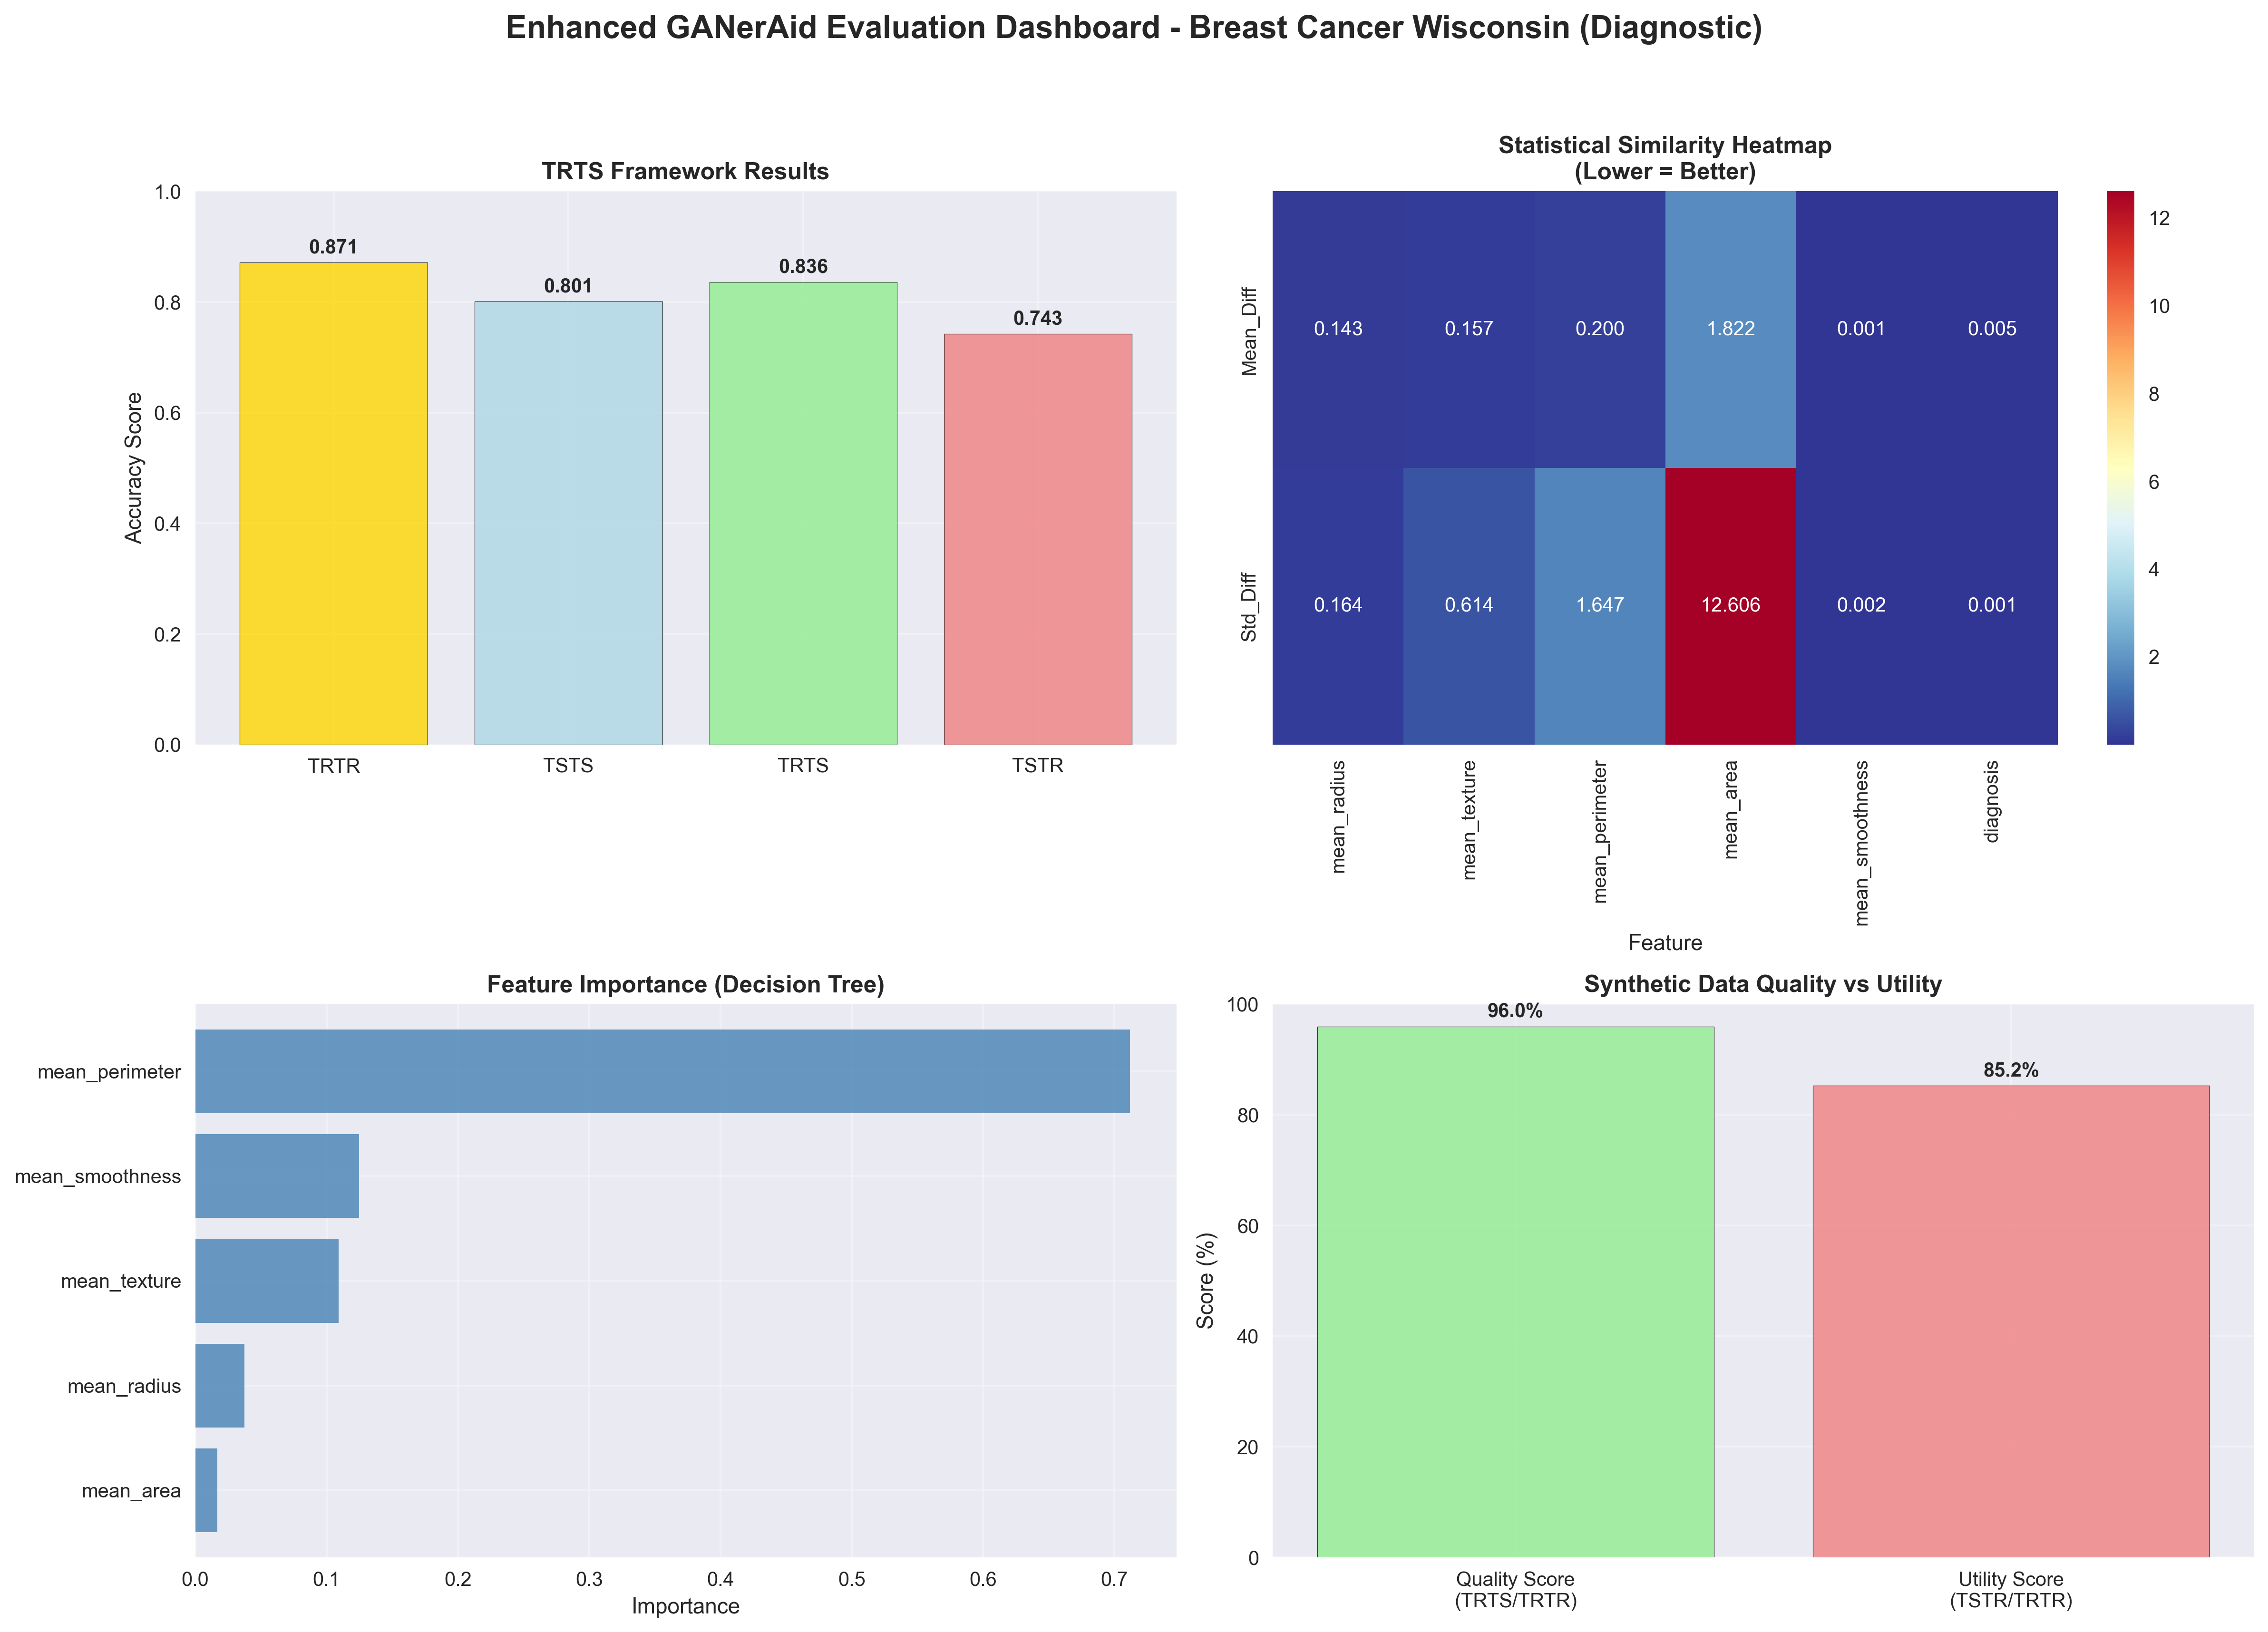 Enhanced GANerAid Evaluation Dashboard - Breast Cancer Wisconsin (Diagnostic)
TRTS Framework Results
1.0
0.8
0.6
0.4
0.2
0.0
Accuracy Score
0.871
0.801
0.836
0.743
TRTR
TSTS
TRTS
TSTR
Statistical Similarity Heatmap
(Lower = Better)
Mean_Diff
0.143
0.157
0.200
1.822
0.001
0.005
Std_Diff
0.164
0.614
1.647
12.606
0.002
0.001
mean_radius
mean_texture
mean_perimeter
mean_area
mean_smoothness
diagnosis
Feature
12
10
8
6
4
2
Feature Importance (Decision Tree)
mean_perimeter
mean_smoothness
mean_texture
mean_radius
mean_area
0.0
0.1
0.2
0.3
0.4
0.5
0.6
0.7
Importance
Synthetic Data Quality vs Utility
100
80
60
40
20
0
Score (%)
96.0%
85.2%
Quality Score
(TRTS/TRTR)
Utility Score
(TSTR/TRTR)